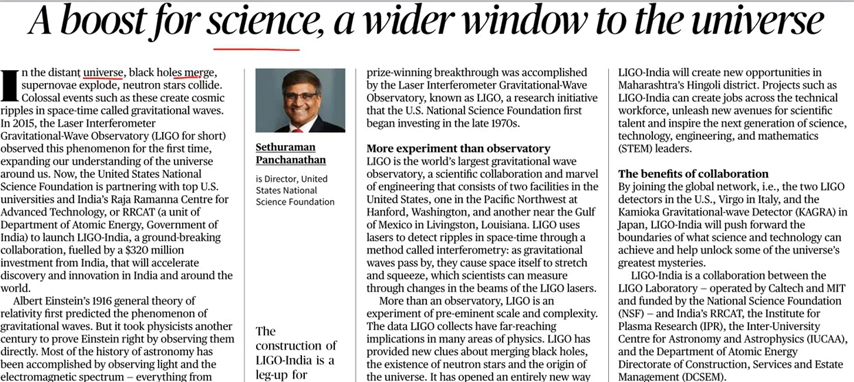 A boost for science, a wider window to the universe
In the distant universe, black holes merge,
supernovae explode, neutron stars collide.
Colossal events such as these create cosmic
ripples in space-time called gravitational waves.
In 2015, the Laser Interferometer
Gravitational-Wave Observatory (LIGO for short)
observed this phenomenon for the first time,
expanding our understanding of the universe
around us. Now, the United States National
Science Foundation is partnering with top U.S.
universities and India's Raja Ramanna Centre for
Advanced Technology, or RRCAT (a unit of
Department of Atomic Energy, Government of
India) to launch LIGO-India, a ground-breaking
collaboration, fuelled by a $320 million
investment from India, that will accelerate
discovery and innovation in India and around the
world.
Albert Einstein's 1916 general theory of
relativity first predicted the phenomenon of
gravitational waves. But it took physicists another
century to prove Einstein right by observing them
directly. Most of the history of astronomy has
been accomplished by observing light and the
electromagnetic spectrum — everything from
Sethuraman
Panchanathan
is Director, United
States National
Science Foundation
The
construction of
LIGO-India is a
leg-up for
prize-winning breakthrough was accomplished
by the Laser Interferometer Gravitational-Wave
Observatory, known as LIGO, a research initiative
that the U.S. National Science Foundation first
began investing in the late 1970s.
More experiment than observatory
LIGO is the world's largest gravitational wave
observatory, a scientific collaboration and marvel
of engineering that consists of two facilities in the
United States, one in the Pacific Northwest at
Hanford, Washington, and another near the Gulf
of Mexico in Livingston, Louisiana. LIGO uses
lasers to detect ripples in space-time through a
method called interferometry: as gravitational
waves pass by, they cause space itself to stretch
and squeeze, which scientists can measure
through changes in the beams of the LIGO lasers.
More than an observatory, LIGO is an
experiment of pre-eminent scale and complexity.
The data LIGO collects have far-reaching
implications in many areas of physics. LIGO has
provided new clues about merging black holes,
the existence of neutron stars and the origin of
the universe. It has opened an entirely new way
LIGO-India will create new opportunities in
Maharashtra's Hingoli district. Projects such as
LIGO-India can create jobs across the technical
workforce, unleash new avenues for scientific
talent and inspire the next generation of science,
technology, engineering, and mathematics
(STEM) leaders.
The benefits of collaboration
By joining the global network, i.e., the two LIGO
detectors in the U.S., Virgo in Italy, and the
Kamioka Gravitational-wave Detector (KAGRA) in
Japan, LIGO-India will push forward the
boundaries of what science and technology can
achieve and help unlock some of the universe's
greatest mysteries.
LIGO-India is a collaboration between the
LIGO Laboratory — operated by Caltech and MIT
and funded by the National Science Foundation
(NSF) — and India's RRCAT, the Institute for
Plasma Research (IPR), the Inter-University
Centre for Astronomy and Astrophysics (IUCAA),
and the Department of Atomic Energy
Directorate of Construction, Services and Estate
Management (DCSEM).